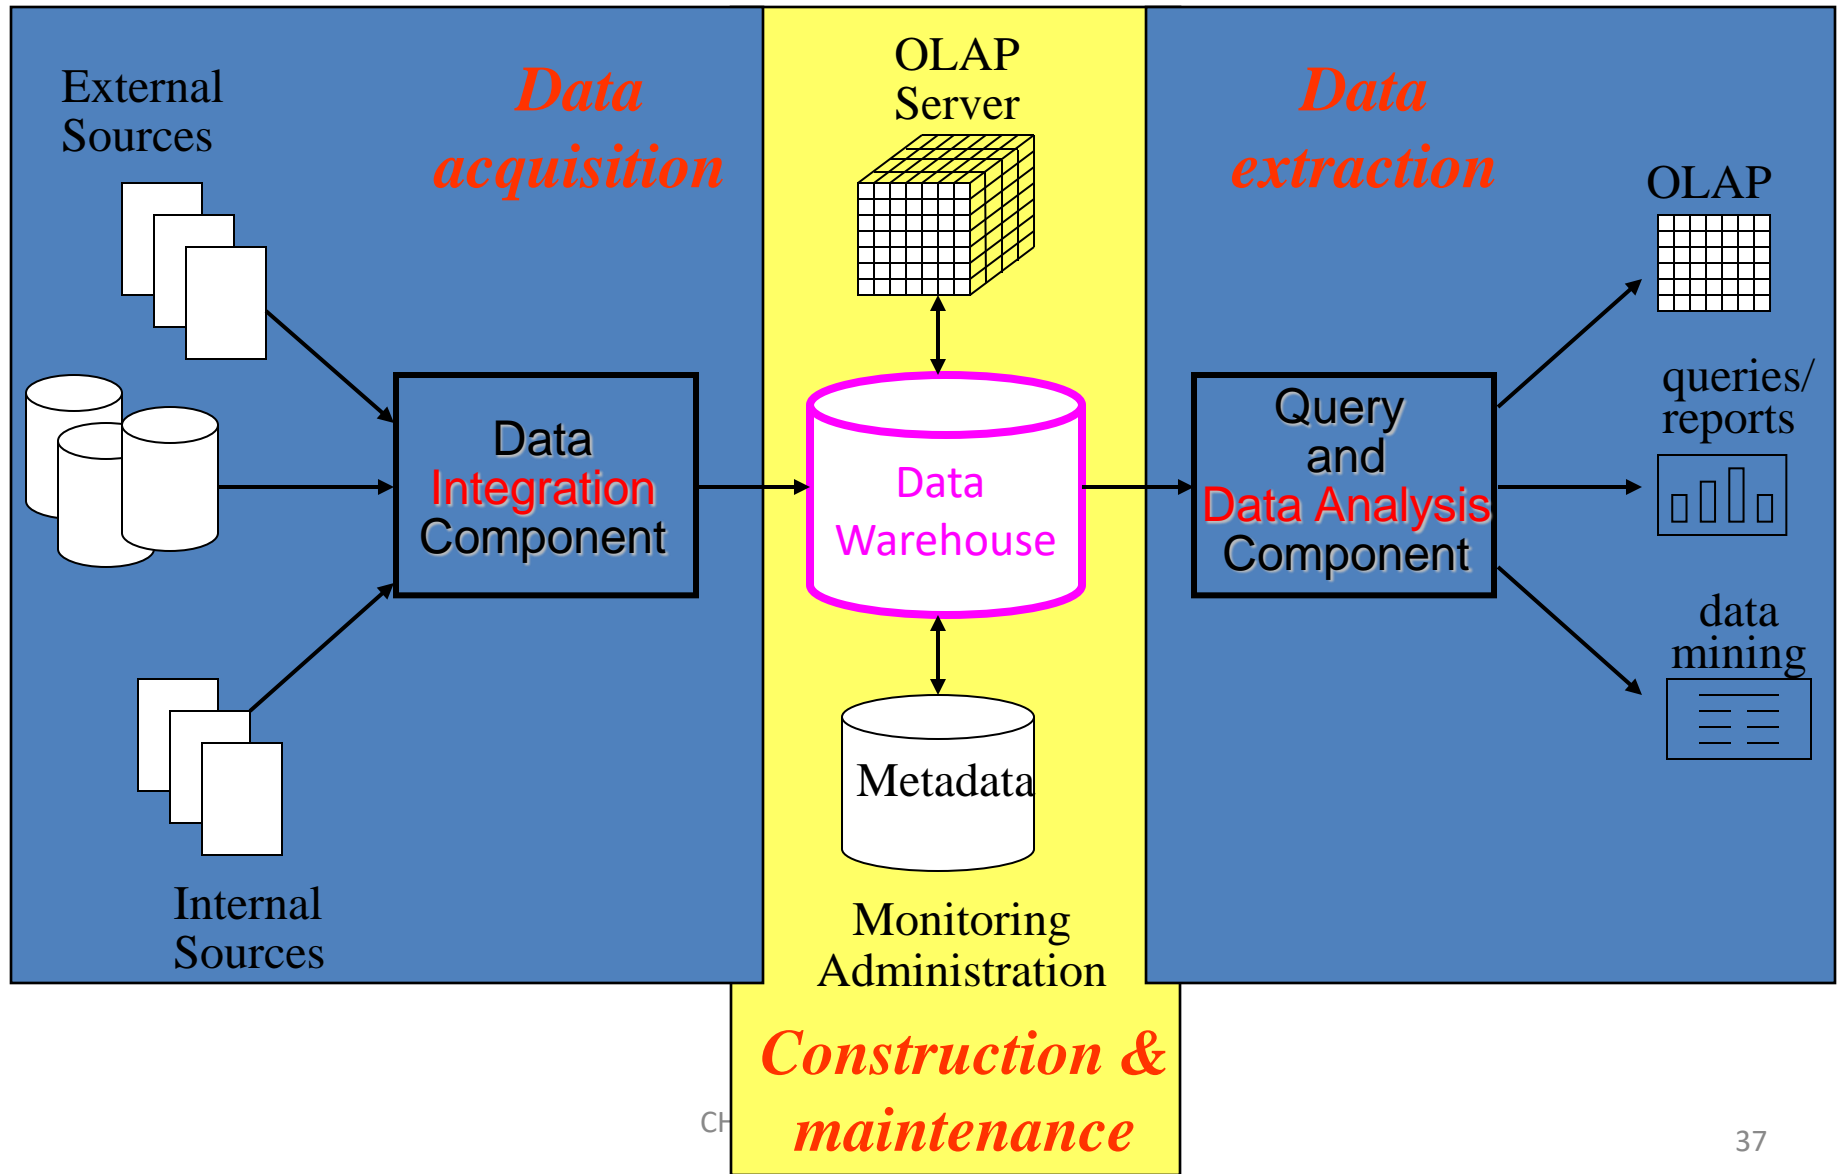 External
Sources
Data
acquisition
Data
Integration
Component
Internal
Sources
OLAP
Server
Data
Warehouse
Metadata
Monitoring
Administration
Construction &
maintenance
Data
extraction
Query
and
Data Analysis
Component
OLAP
queries/
reports
data
mining
37